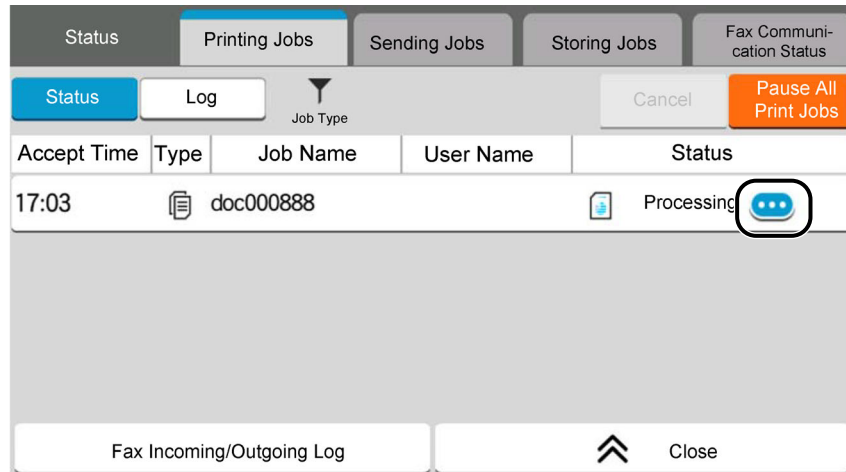 Status Printing Jobs Sending Jobs Storing Jobs Fax Communi-
cation Status
Status Log Job Type Cancel Pause All
Print Jobs
Accept Time Type Job Name User Name Status
17:03 doc000888 Processing
Fax Incoming/Outgoing Log Close